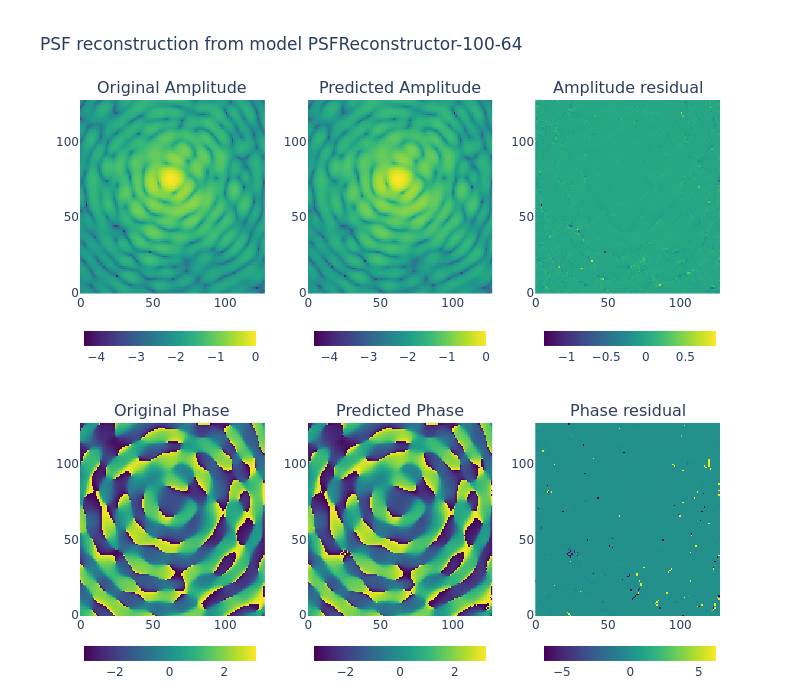 PSF reconstruction from model PSFReconstructor-100-64
Original Amplitude
Predicted Amplitude
Amplitude residual
100
50
0
0
50
100
100
50
0
0
50
100
100
50
0
0
50
100
−4 −3 −2 −1 0
−4 −3 −2 −1 0
−1 −0.5 0 0.5
Original Phase
Predicted Phase
Phase residual
100
50
0
0
50
100
100
50
0
0
50
100
100
50
0
0
50
100
−2 0 2
−2 0 2
−5 0 5